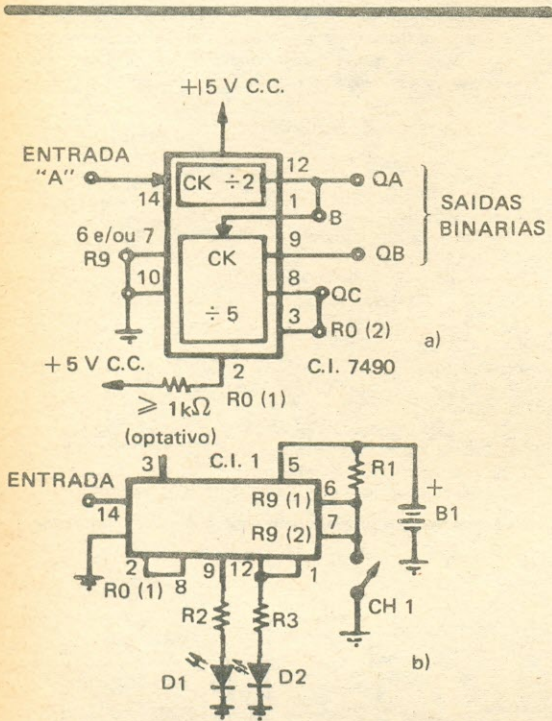 +5 V C.C.
ENTRADA
"A"
14
CK ÷2
12
QA
1
B
SAIDAS
BINARIAS
6 e/ou 7
R9
10
CK
÷5
9
QB
8
QC
3
R0 (2)
a)
+5 V C.C.
2
C.I. 7490
≥ 1kΩ
R0 (1)
(optativo)
3
C.I. 1
5
R1
+
B1
ENTRADA
14
R9 (1)
6
R9 (2)
7
2
R0 (1)
8
9
12
1
CH 1
R2
R3
D1
D2
b)